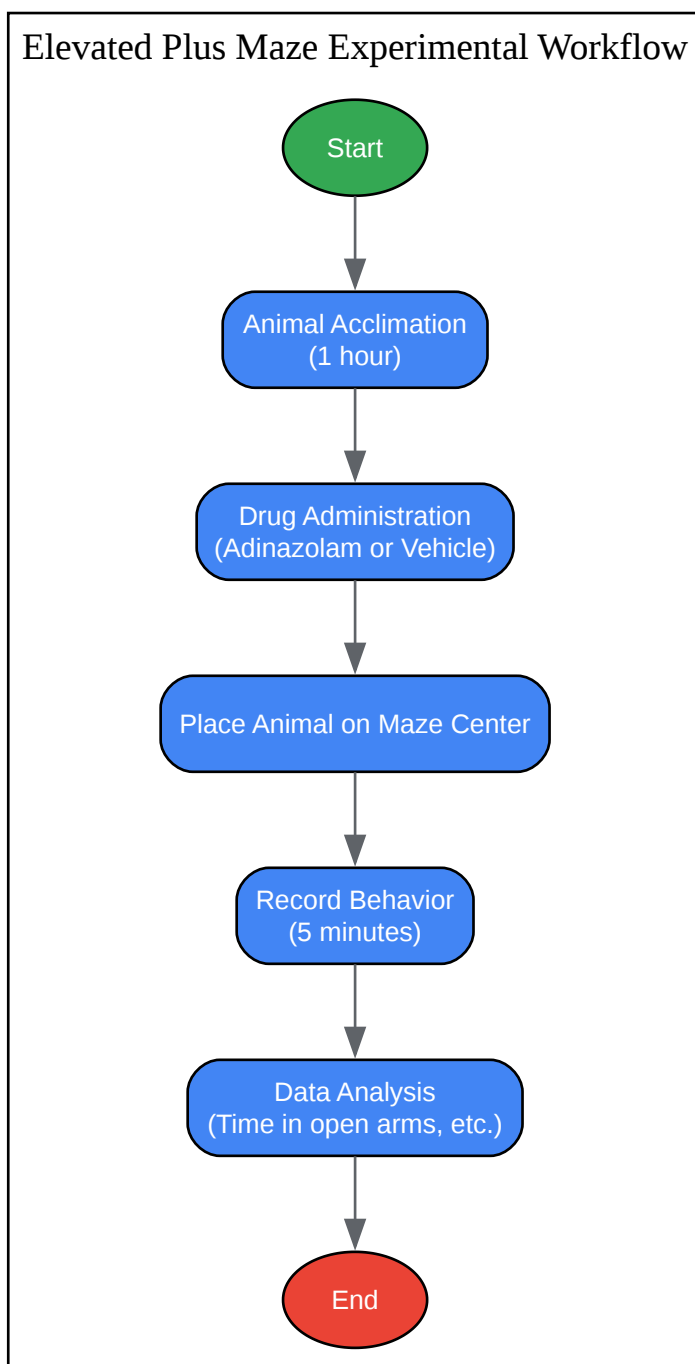 Elevated Plus Maze Experimental Workflow
Start
Animal Acclimation
(1 hour)
Drug Administration
(Adinazolam or Vehicle)
Place Animal on Maze Center
Record Behavior
(5 minutes)
Data Analysis
(Time in open arms, etc.)
End